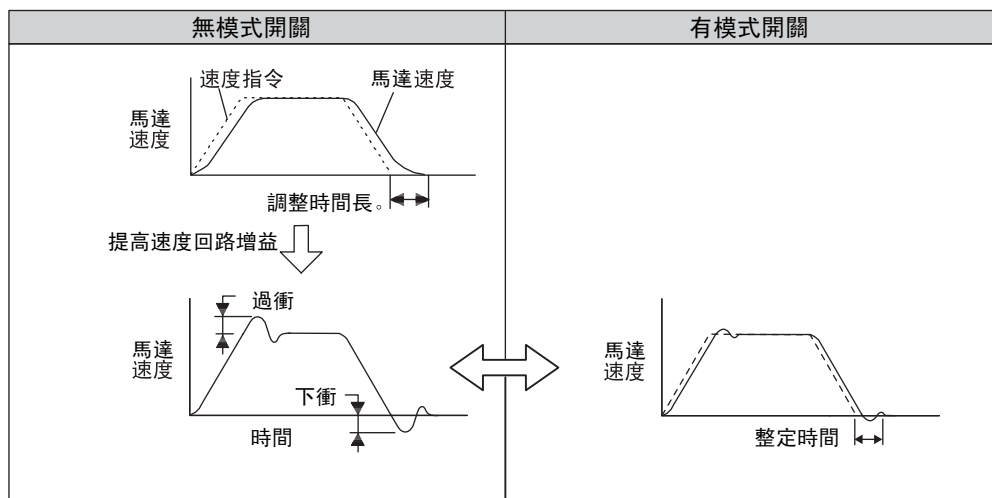 無模式開關
有模式開關
速度指令
馬達速度
馬達
速度
調整時間長。
提高速度回路增益
過衝
馬達
速度
下衝
時間
馬達
速度
整定時間